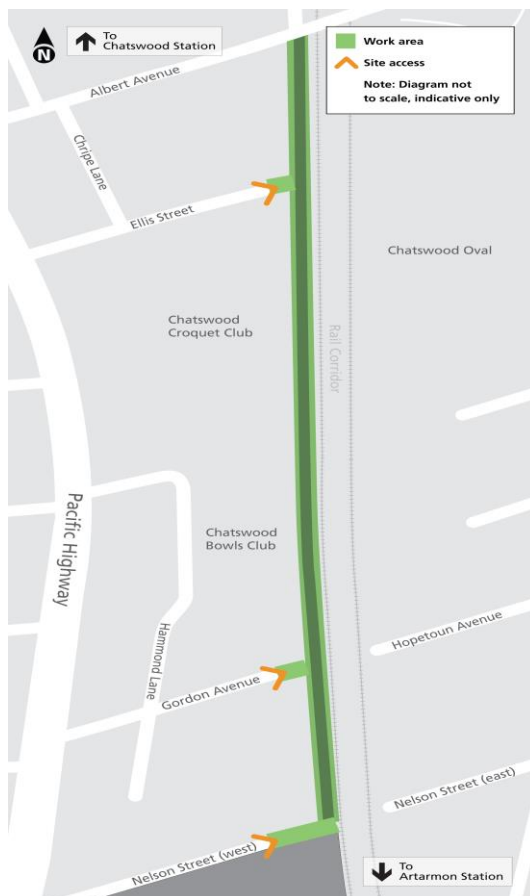 N
To
Chatswood Station
Work area
Site access
Note: Diagram not
to scale, indicative only
Albert Avenue
Chripe Lane
Ellis Street
Chatswood Oval
Chatswood
Croquet Club
Rail Corridor
Pacific Highway
Chatswood
Bowls Club
Hammond Lane
Hopetoun Avenue
Gordon Avenue
Nelson Street (east)
Nelson Street (west)
To
Artarmon Station